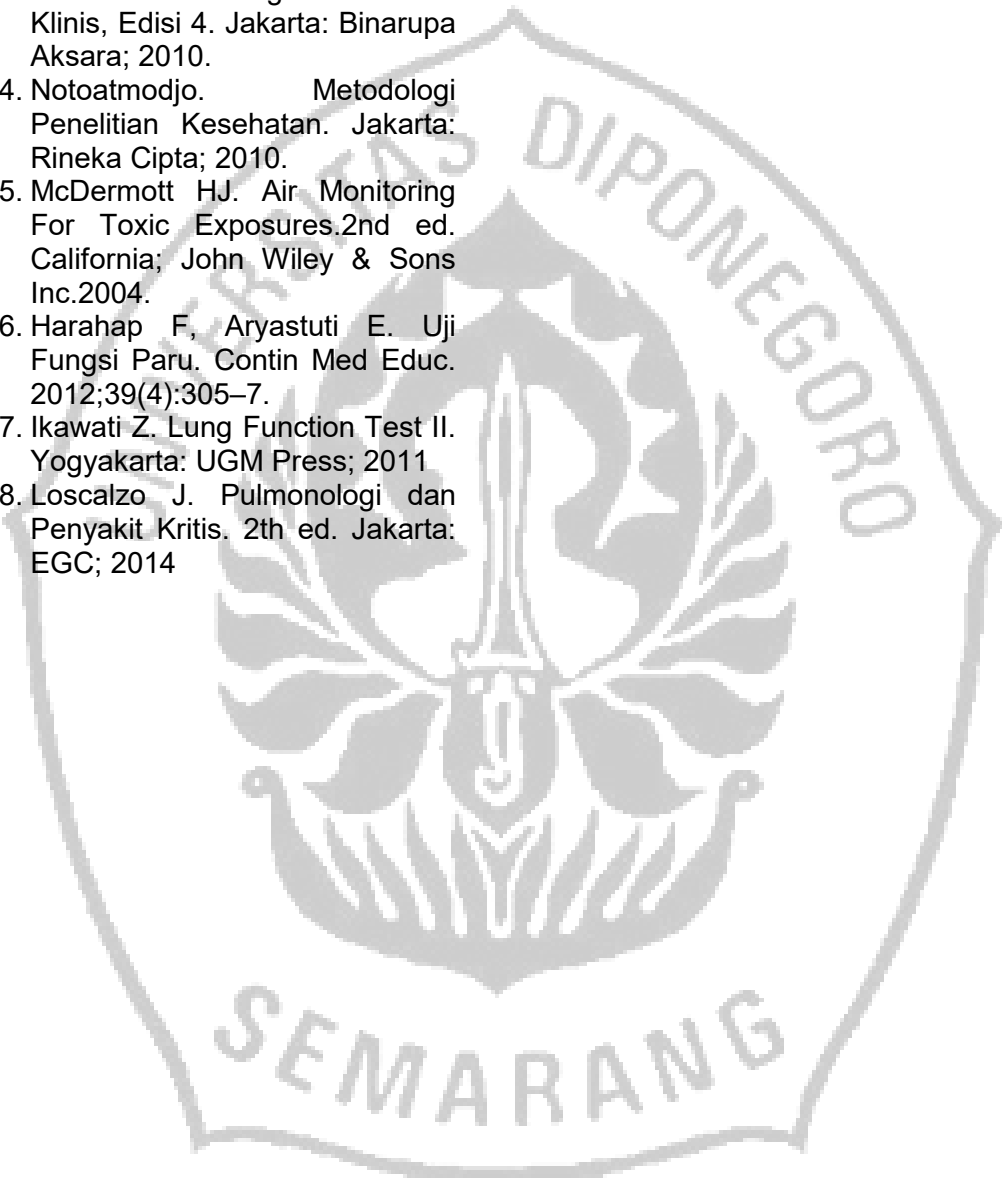 Klinis, Edisi 4. Jakarta: Binarupa
Aksara; 2010.
4. Notoatmodjo. Metodologi
Penelitian Kesehatan. Jakarta:
Rineka Cipta; 2010.
5. McDermott HJ. Air Monitoring
For Toxic Exposures.2nd ed.
California; John Wiley & Sons
Inc.2004.
6. Harahap F, Aryastuti E. Uji
Fungsi Paru. Contin Med Educ.
2012;39(4):305–7.
7. Ikawati Z. Lung Function Test II.
Yogyakarta: UGM Press; 2011
8. Loscalzo J. Pulmonologi dan
Penyakit Kritis. 2th ed. Jakarta:
EGC; 2014
UNIVERSITAS DIPONEGORO
SEMARANG